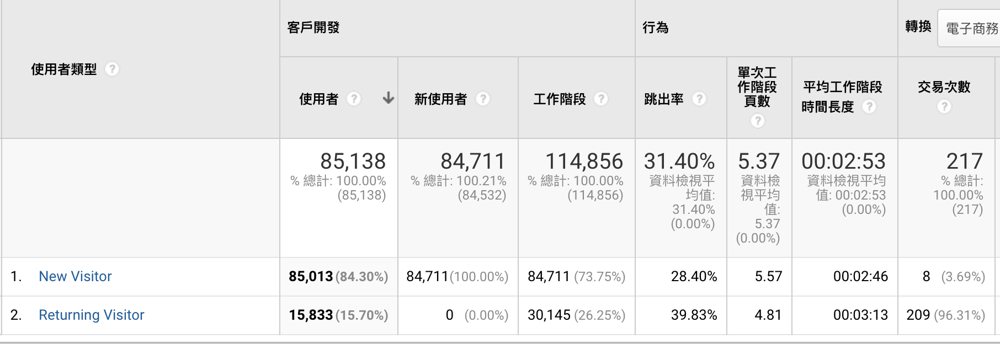 客戶開發
行為
轉換 電子商務
使用者類型 ?
使用者 ?
新使用者 ?
工作階段 ?
跳出率 ?
單次工
作階段
頁數
?
平均工作階段
時間長度 ?
交易次數
?
85,138
% 總計: 100.00%
(85,138)
84,711
% 總計: 100.21%
(84,532)
114,856
% 總計: 100.00%
(114,856)
31.40%
資料檢視平
均值:
31.40%
(0.00%)
5.37
資料檢
視平均
值:
5.37
(0.00%)
00:02:53
資料檢視平均
值: 00:02:53
(0.00%)
217
% 總計:
100.00%
(217)
1. New Visitor 85,013 (84.30%) 84,711 (100.00%) 84,711 (73.75%) 28.40% 5.57 00:02:46 8 (3.69%)
2. Returning Visitor 15,833 (15.70%) 0 (0.00%) 30,145 (26.25%) 39.83% 4.81 00:03:13 209 (96.31%)